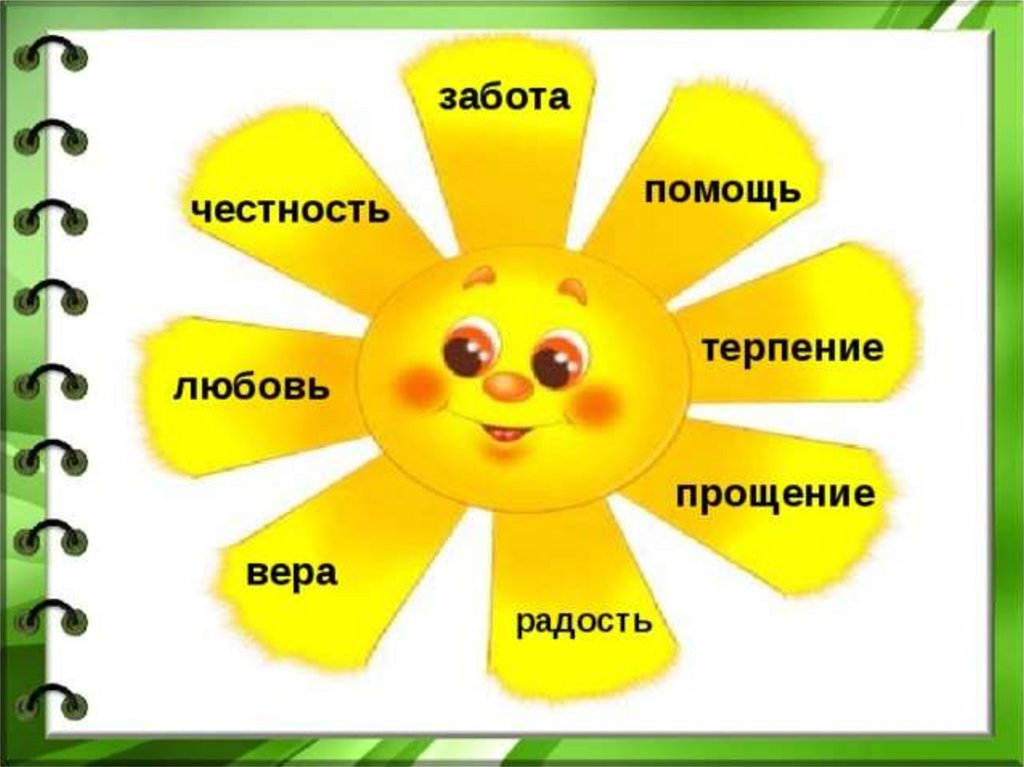 забота
помощь
честность
терпение
любовь
прощение
вера
радость